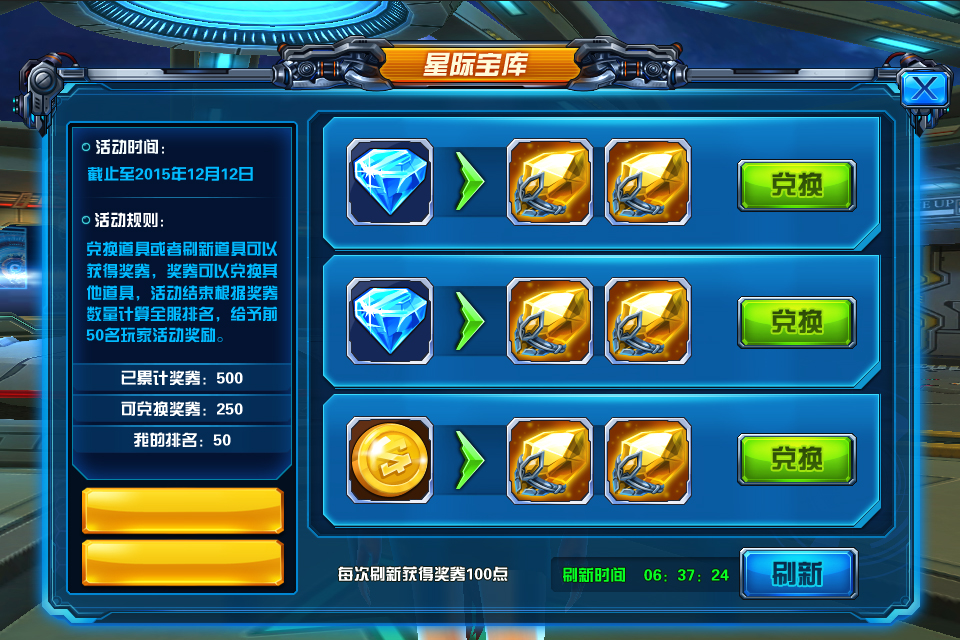 星际宝库
活动时间：
截止至2015年12月12日
活动规则：
兑换道具或者刷新道具可以
获得奖券，奖券可以兑换其
他道具，活动结束根据奖券
数量计算全服排名，给予前
50名玩家活动奖励。
已累计奖券：500
可兑换奖券：250
我的排名：50
兑换
兑换
兑换
每次刷新获得奖券100点
刷新时间 06：37：24
刷新